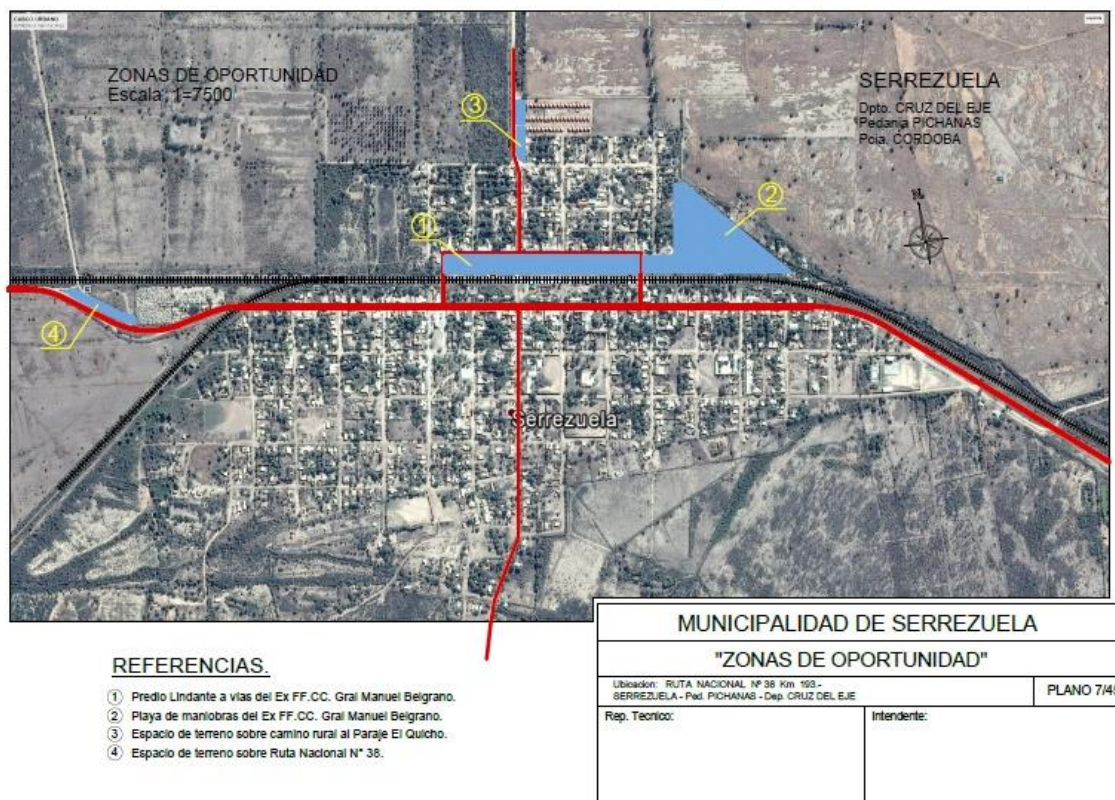 CASCO URBANO
ZONAS DE OPORTUNIDAD
Escala: 1=7500
SERREZUELA
Dpto. CRUZ DEL EJE
Pedania PICHANAS
Pcia. CORDOBA
3
2
1
N
4
Serrezuela
REFERENCIAS.
1 Predio Lindante a vias del Ex FF.CC. Gral Manuel Belgrano.
2 Playa de maniobras del Ex FF.CC. Gral Manuel Belgrano.
3 Espacio de terreno sobre camino rural al Paraje El Quicho.
4 Espacio de terreno sobre Ruta Nacional N° 38.
MUNICIPALIDAD DE SERREZUELA
"ZONAS DE OPORTUNIDAD"
Ubicacion: RUTA NACIONAL Nº 38 Km 193 -
SERREZUELA - Ped. PICHANAS - Dep. CRUZ DEL EJE
PLANO 7/45
Rep. Tecnico:
Intendente: